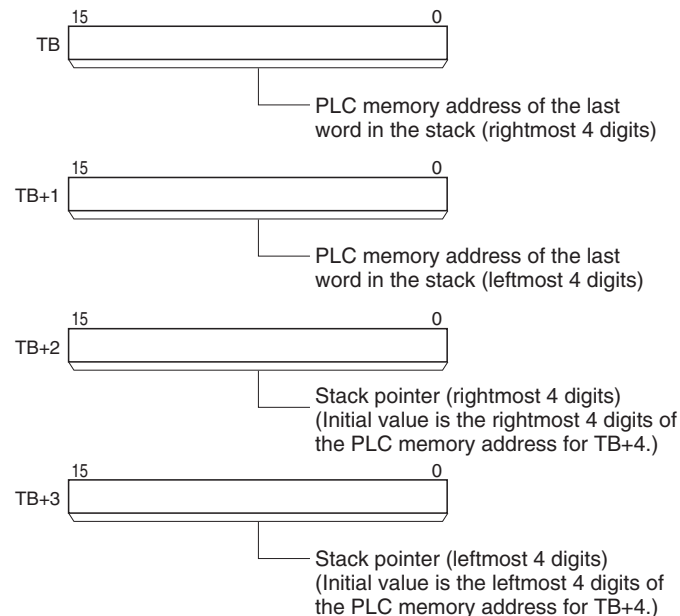 15 0
TB
PLC memory address of the last
word in the stack (rightmost 4 digits)
15 0
TB+1
PLC memory address of the last
word in the stack (leftmost 4 digits)
15 0
TB+2
Stack pointer (rightmost 4 digits)
(Initial value is the rightmost 4 digits of
the PLC memory address for TB+4.)
15 0
TB+3
Stack pointer (leftmost 4 digits)
(Initial value is the leftmost 4 digits of
the PLC memory address for TB+4.)